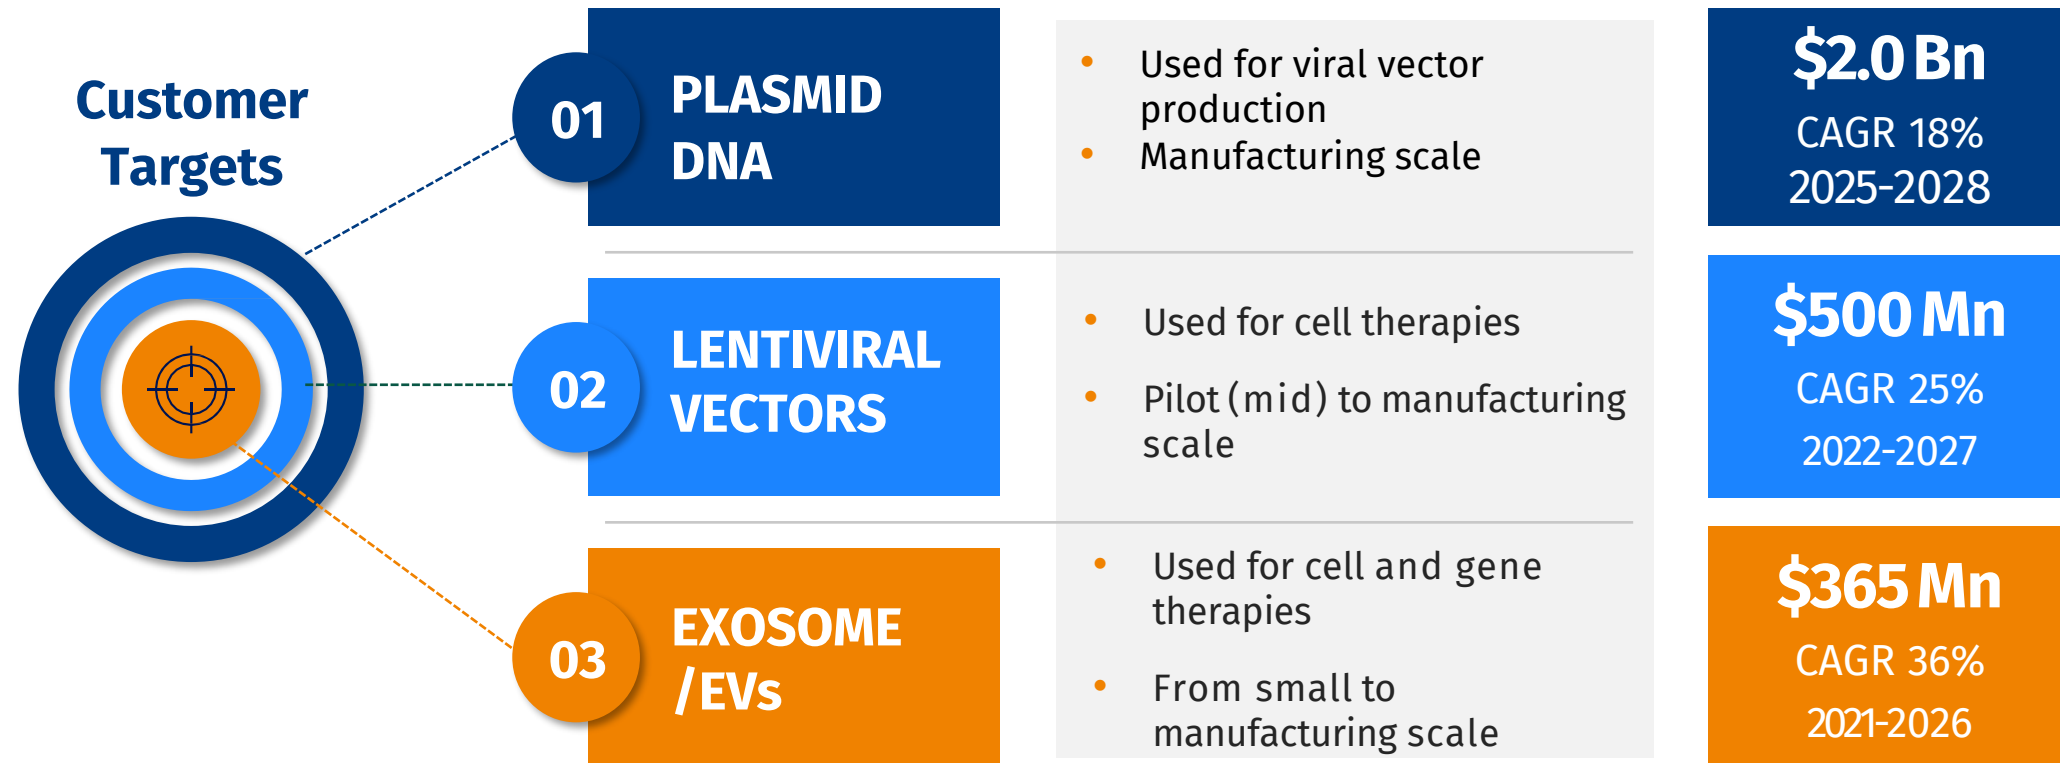 Customer
Targets
01
PLASMID
DNA
• Used for viral vector
production
• Manufacturing scale
$2.0 Bn
CAGR 18%
2025-2028
02
LENTIVIRAL
VECTORS
• Used for cell therapies
• Pilot (mid) to manufacturing
scale
$500 Mn
CAGR 25%
2022-2027
03
EXOSOME
/EVs
• Used for cell and gene
therapies
• From small to
manufacturing scale
$365 Mn
CAGR 36%
2021-2026